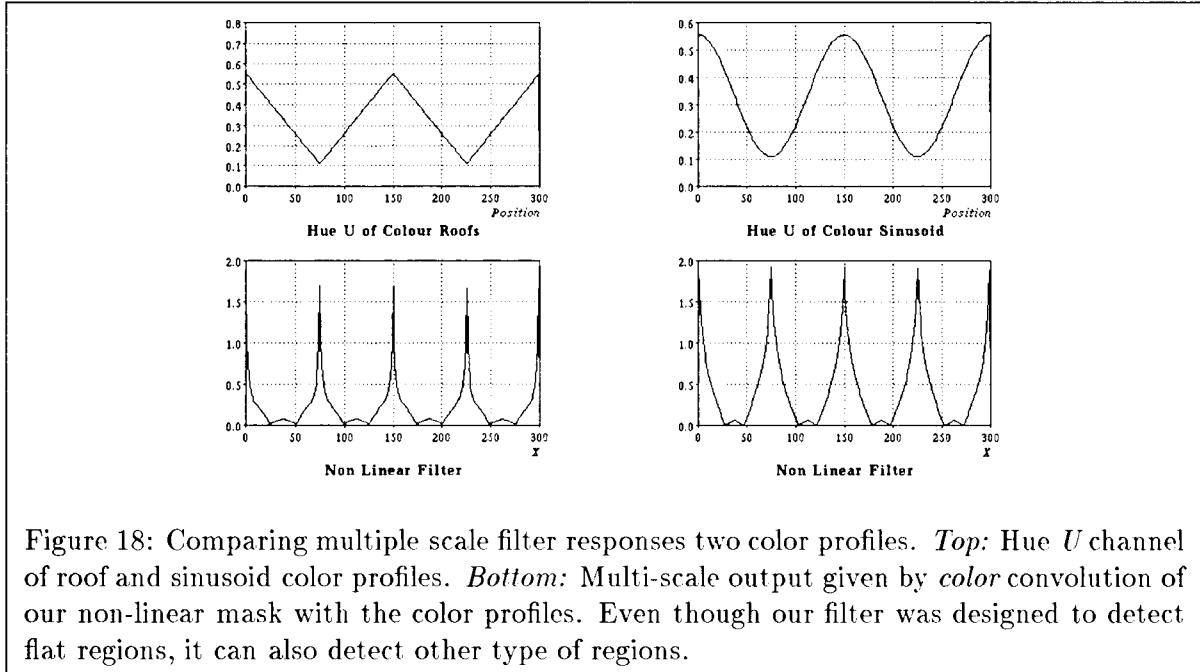 0.8
0.7
0.6
0.5
0.4
0.3
0.2
0.1
0.0
0 50 100 150 200 250 300
Position
Hue U of Colour Roofs
0.6
0.5
0.4
0.3
0.2
0.1
0.0
0 50 100 150 200 250 300
Position
Hue U of Colour Sinusoid
2.0
1.5
1.0
0.5
0.0
0 50 100 150 200 250 300
X
Non Linear Filter
2.0
1.5
1.0
0.5
0.0
0 50 100 150 200 250 300
X
Non Linear Filter
Figure 18: Comparing multiple scale filter responses two color profiles. Top: Hue U channel
of roof and sinusoid color profiles. Bottom: Multi-scale output given by color convolution of
our non-linear mask with the color profiles. Even though our filter was designed to detect
flat regions, it can also detect other type of regions.